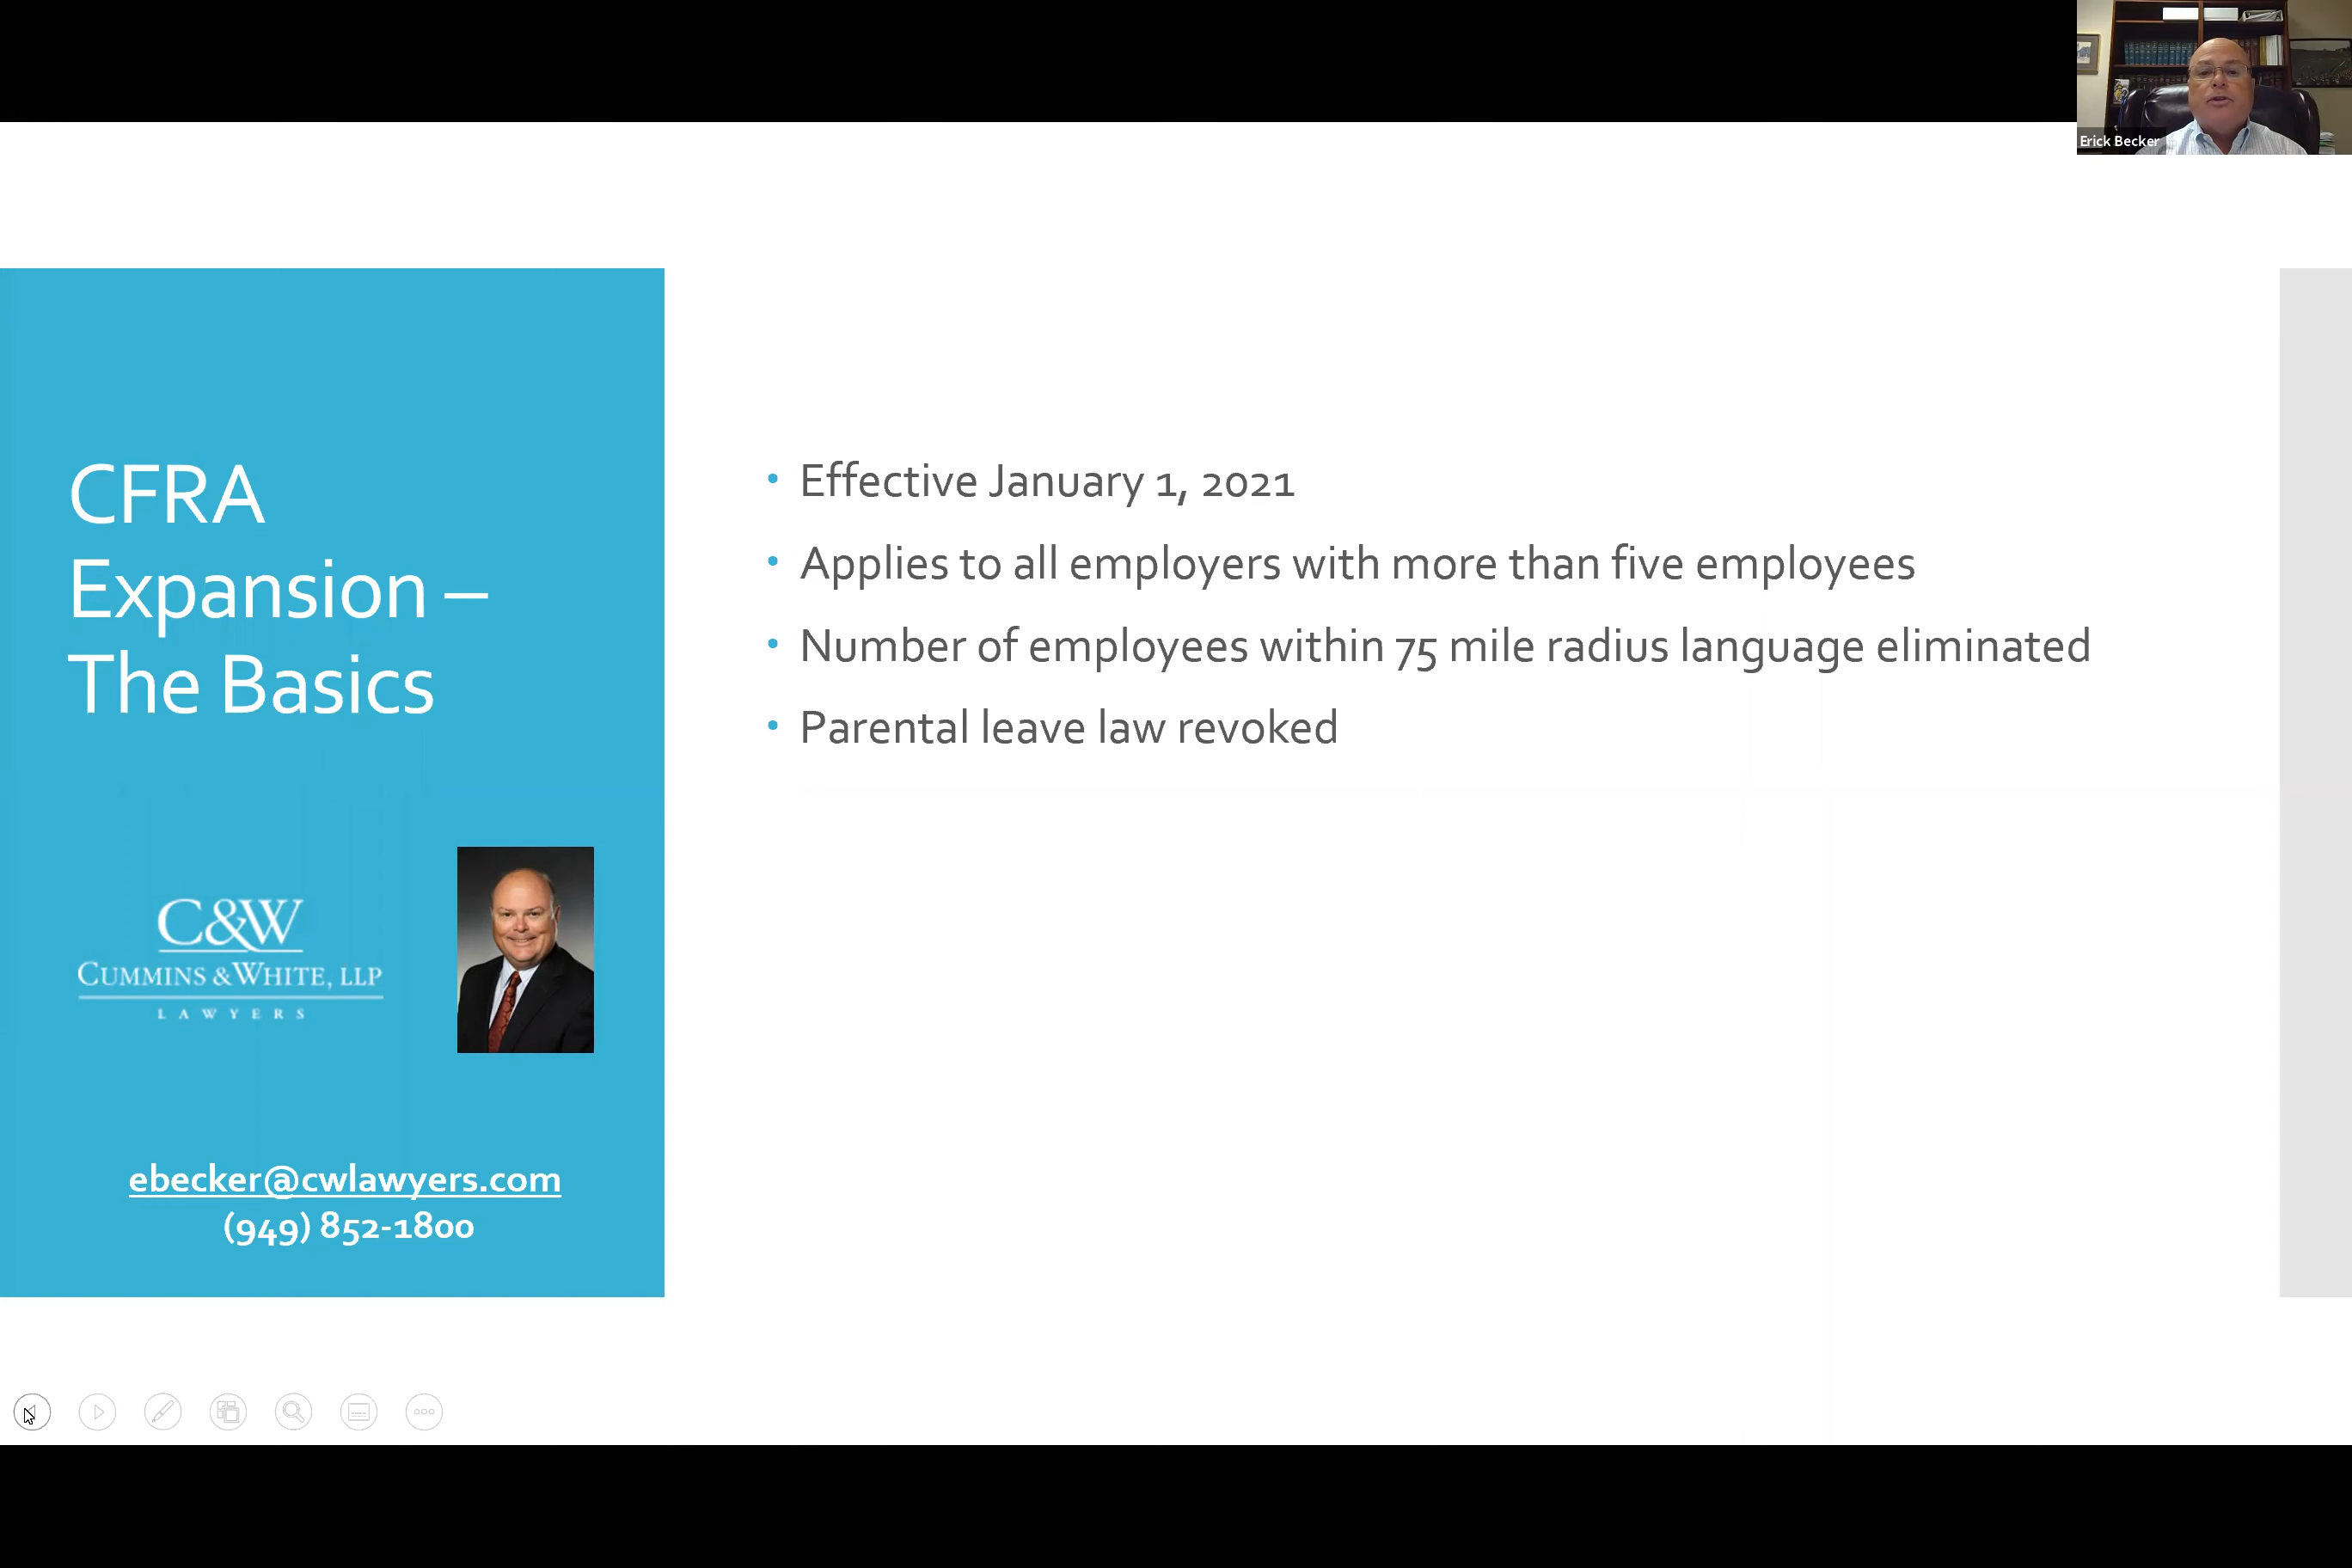 Erick Becker
CFRA
Expansion –
The Basics
C&W
CUMMINS & WHITE, LLP
LAWYERS
ebecker@cwlawyers.com
(949) 852-1800
• Effective January 1, 2021
• Applies to all employers with more than five employees
• Number of employees within 75 mile radius language eliminated
• Parental leave law revoked